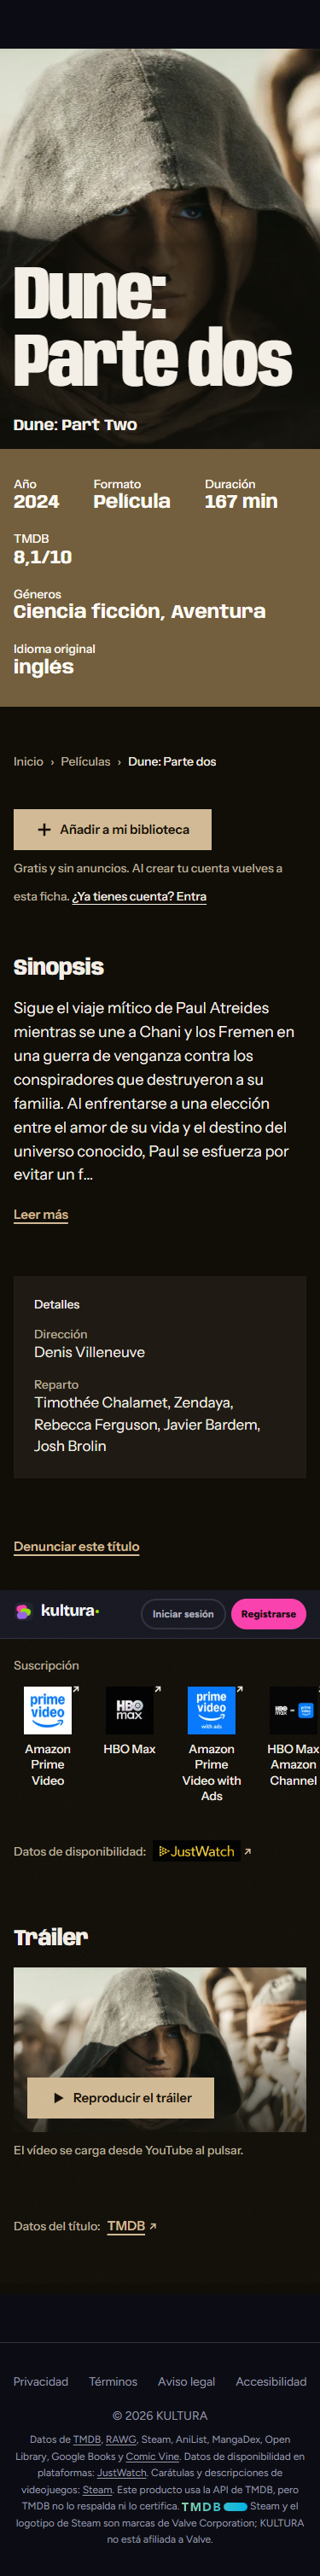 Dune:
Parte dos
Dune: Part Two
Año
2024
Formato
Película
Duración
167 min
TMDB
8,1/10
Géneros
Ciencia ficción, Aventura
Idioma original
inglés
Inicio › Películas › Dune: Parte dos
+ Añadir a mi biblioteca
Gratis y sin anuncios. Al crear tu cuenta vuelves a
esta ficha. ¿Ya tienes cuenta? Entra
Sinopsis
Sigue el viaje mítico de Paul Atreides
mientras se une a Chani y los Fremen en
una guerra de venganza contra los
conspiradores que destruyeron a su
familia. Al enfrentarse a una elección
entre el amor de su vida y el destino del
universo conocido, Paul se esfuerza por
evitar un f...
Leer más
Detalles
Dirección
Denis Villeneuve
Reparto
Timothée Chalamet, Zendaya,
Rebecca Ferguson, Javier Bardem,
Josh Brolin
Denunciar este título
kultura
Iniciar sesión
Registrarse
Suscripción
prime video
Amazon
Prime
Video
HBO max
HBO Max
prime video with ads
Amazon
Prime
Video with
Ads
HBO max
HBO Max
Amazon
Channel
Datos de disponibilidad: JustWatch ↗
Tráiler
Reproducir el tráiler
El vídeo se carga desde YouTube al pulsar.
Datos del título: TMDB ↗
Privacidad Términos Aviso legal Accesibilidad
© 2026 KULTURA
Datos de TMDB, RAWG, Steam, AniList, MangaDex, Open
Library, Google Books y Comic Vine. Datos de disponibilidad en
plataformas: JustWatch. Carátulas y descripciones de
videojuegos: Steam. Este producto usa la API de TMDB, pero
TMDB no lo respalda ni lo certifica. TMDB Steam y el
logotipo de Steam son marcas de Valve Corporation; KULTURA
no está afiliada a Valve.